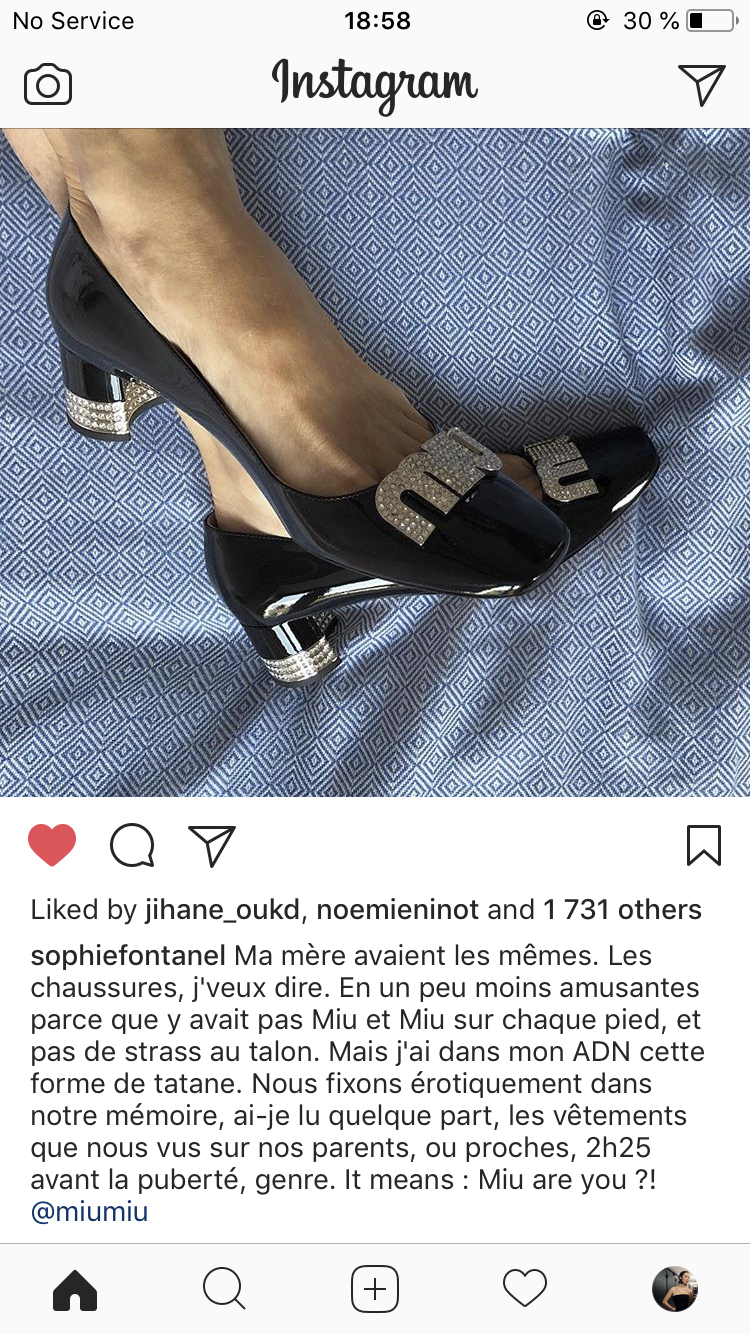 No Service 18:58 30 %
Instagram
miu
miu
Liked by jihane_oukd, noemieninot and 1 731 others
sophiefontanel Ma mère avaient les mêmes. Les
chaussures, j'veux dire. En un peu moins amusantes
parce que y avait pas Miu et Miu sur chaque pied, et
pas de strass au talon. Mais j'ai dans mon ADN cette
forme de tatane. Nous fixons érotiquement dans
notre mémoire, ai-je lu quelque part, les vêtements
que nous vus sur nos parents, ou proches, 2h25
avant la puberté, genre. It means : Miu are you ?!
@miumiu